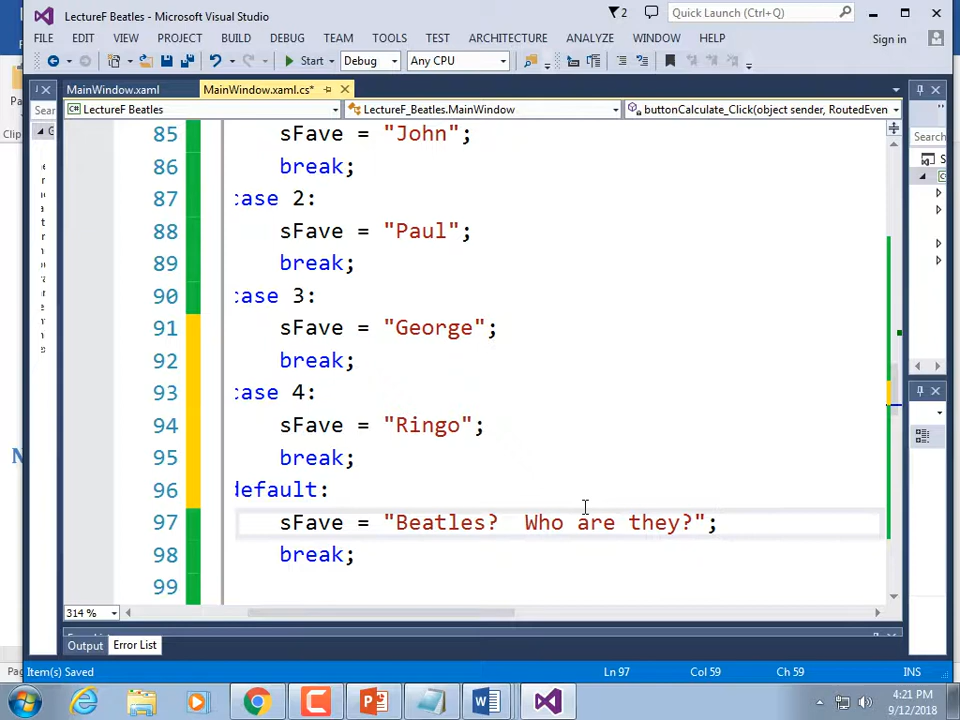 LectureF Beatles - Microsoft Visual Studio
2
Quick Launch (Ctrl+Q)
FILE EDIT VIEW PROJECT BUILD DEBUG TEAM TOOLS TEST ARCHITECTURE ANALYZE WINDOW HELP
Sign in
Start Debug Any CPU
MainWindow.xaml MainWindow.xaml.cs*
LectureF Beatles LectureF_Beatles.MainWindow buttonCalculate_Click(object sender, RoutedEven
85 sFave = "John";
86 break;
87 case 2:
88 sFave = "Paul";
89 break;
90 case 3:
91 sFave = "George";
92 break;
93 case 4:
94 sFave = "Ringo";
95 break;
96 default:
97 sFave = "Beatles?  Who are they?";
98 break;
99
314 %
Output Error List
Item(s) Saved Ln 97 Col 59 Ch 59 INS
4:21 PM
9/12/2018